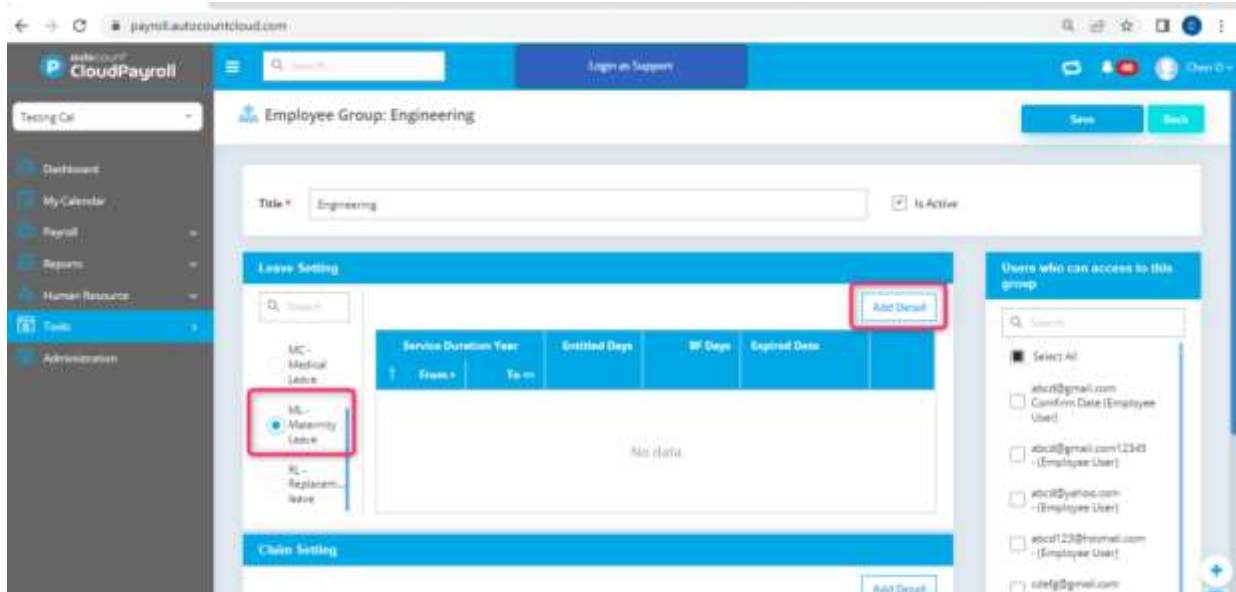 payroll.autocountcloud.com
autocount
CloudPayroll
Search
Login as Support
Testing Cal
Employee Group: Engineering
Save
Back
Dashboard
My Calendar
Payroll
Reports
Human Resource
Tools
Administration
Title *
Engineering
Is Active
Leave Setting
Search
Add Detail
MC -
Medical
Leave
ML -
Maternity
Leave
RL -
Replacem...
leave
Service Duration Year
From >
To <=
Entitled Days
BF Days
Expired Date
No data
Claim Setting
Add Detail
Users who can access to this
group
Search
Select All
abcd@gmail.com
Comfirm Date (Employee
User)
abcd@gmail.com12345
- (Employee User)
abcd@yahoo.com
- (Employee User)
abcd123@hotmail.com
- (Employee User)
cdefg@gmail.com